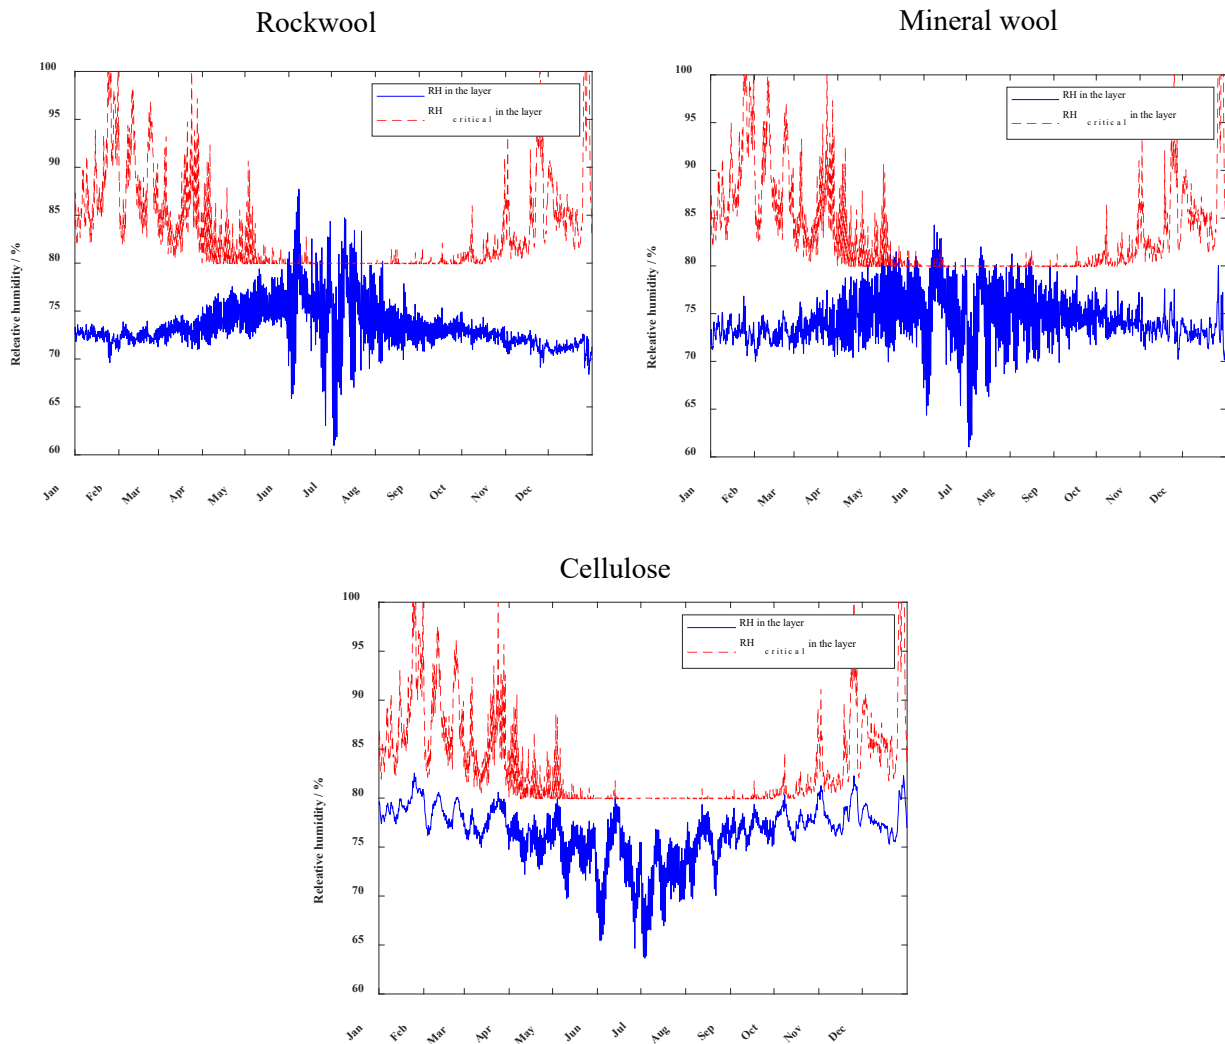 Rockwool
Mineral wool
100
95
90
85
80
75
70
65
60
Releative humidity / %
RH in the layer
RH critical in the layer
Jan
Feb
Mar
Apr
May
Jun
Jul
Aug
Sep
Oct
Nov
Dec
100
95
90
85
80
75
70
65
60
Releative humidity / %
RH in the layer
RH critical in the layer
Jan
Feb
Mar
Apr
May
Jun
Jul
Aug
Sep
Oct
Nov
Dec
Cellulose
100
95
90
85
80
75
70
65
60
Releative humidity / %
RH in the layer
RH critical in the layer
Jan
Feb
Mar
Apr
May
Jun
Jul
Aug
Sep
Oct
Nov
Dec